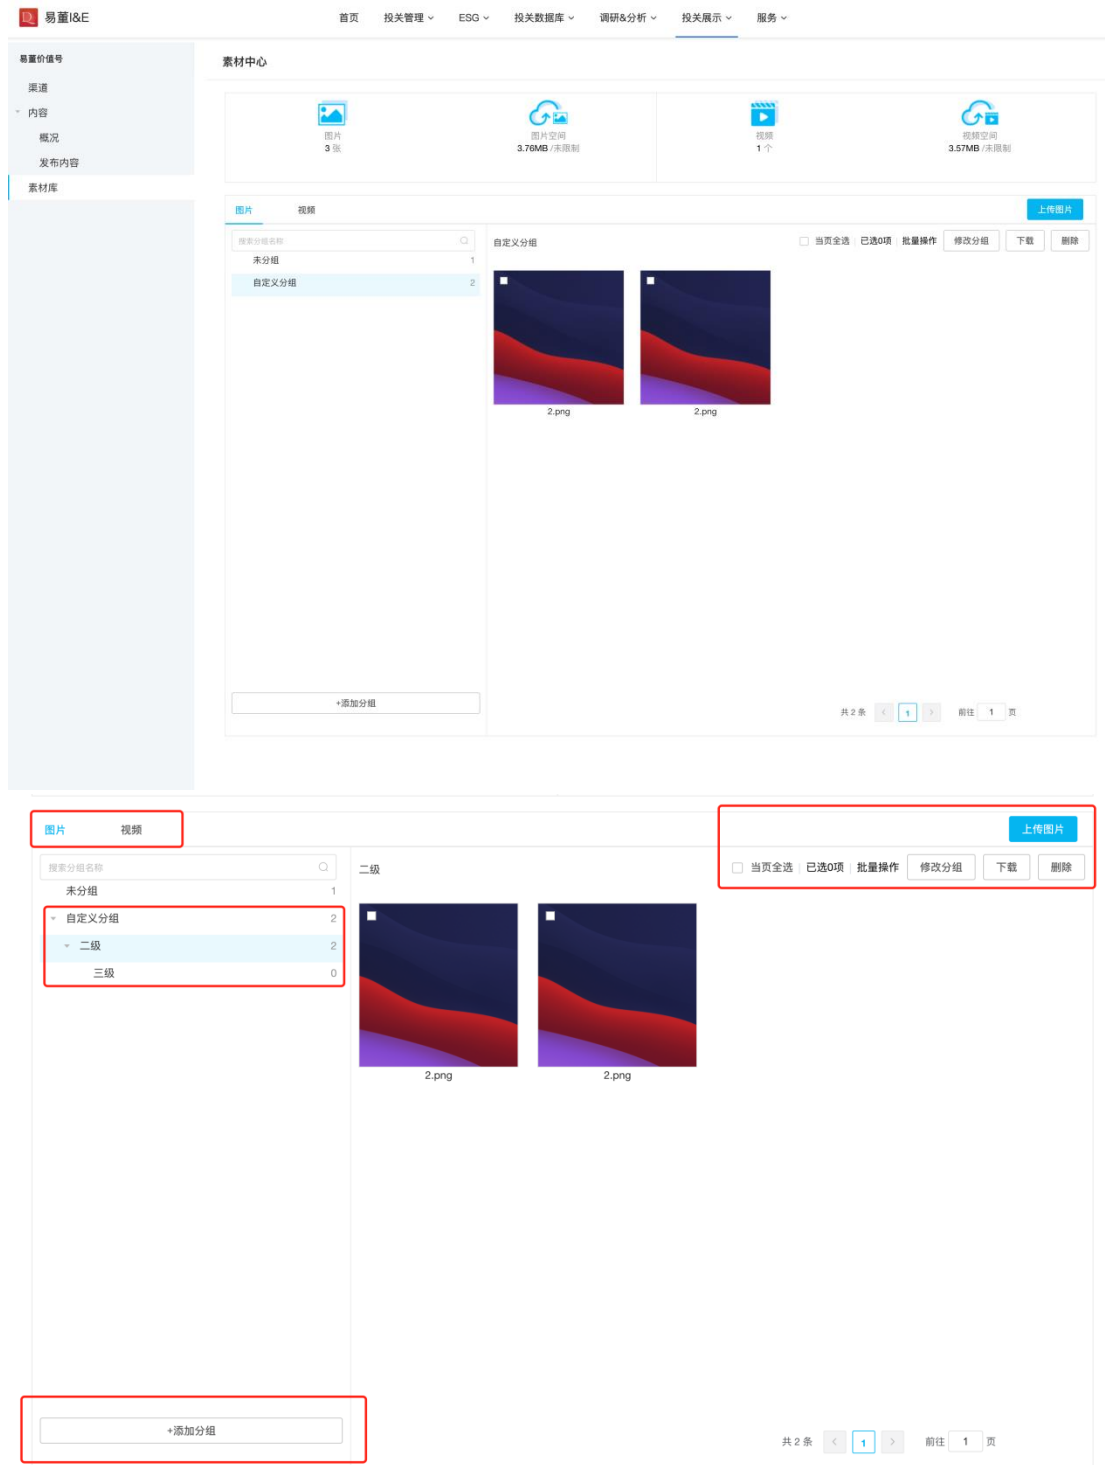 易董I&E
首页 投关管理 ESG 投关数据库 调研&分析 投关展示 服务
易董价值号
渠道
内容
概况
发布内容
素材库
素材中心
图片
3 张
图片空间
3.76MB /未限制
视频
1 个
视频空间
3.57MB /未限制
图片 视频
上传图片
搜索分组名称
未分组 1
自定义分组 2
自定义分组
当页全选 已选0项 批量操作 修改分组 下载 删除
2.png 2.png
+添加分组
共 2 条 1 前往 1 页
图片 视频
上传图片
搜索分组名称
未分组 1
自定义分组 2
二级 2
三级 0
二级
当页全选 已选0项 批量操作 修改分组 下载 删除
2.png 2.png
+添加分组
共 2 条 1 前往 1 页